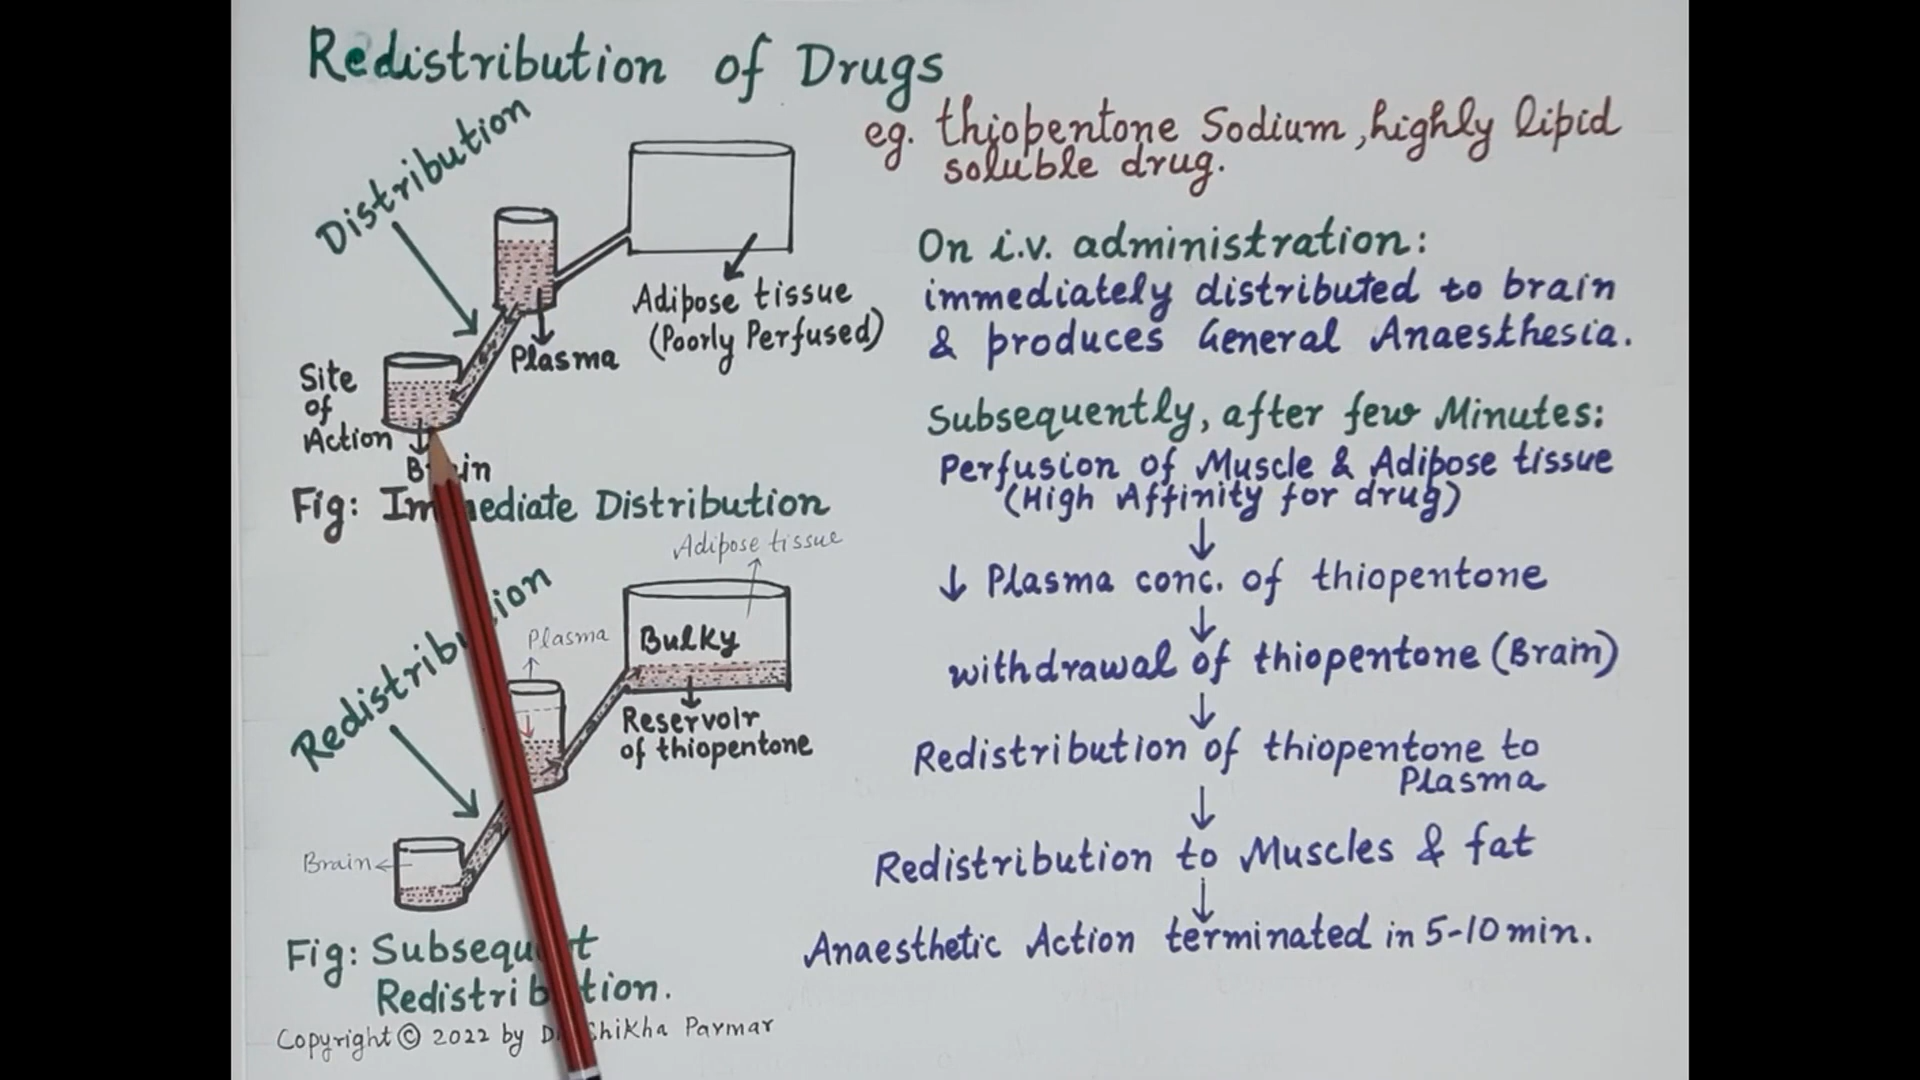 Redistribution of Drugs
eg. thiopentone Sodium, highly lipid
soluble drug.
Distribution
Adipose tissue
(Poorly Perfused)
Plasma
Site
of
Action
Fig: Immediate Distribution
On i.v. administration:
immediately distributed to brain
& produces General Anaesthesia.
Subsequently, after few Minutes:
Perfusion of Muscle & Adipose tissue
(High Affinity for drug)
↓
↓ Plasma conc. of thiopentone
↓
withdrawal of thiopentone (Brain)
↓
Redistribution of thiopentone to
Plasma
↓
Redistribution to Muscles & fat
↓
Anaesthetic Action terminated in 5-10 min.
Adipose tissue
Redistribution
Plasma
Bulky
Reservoir
of thiopentone
Brain
Fig: Subsequent
Redistribution.
Copyright © 2022 by Shikha Parmar